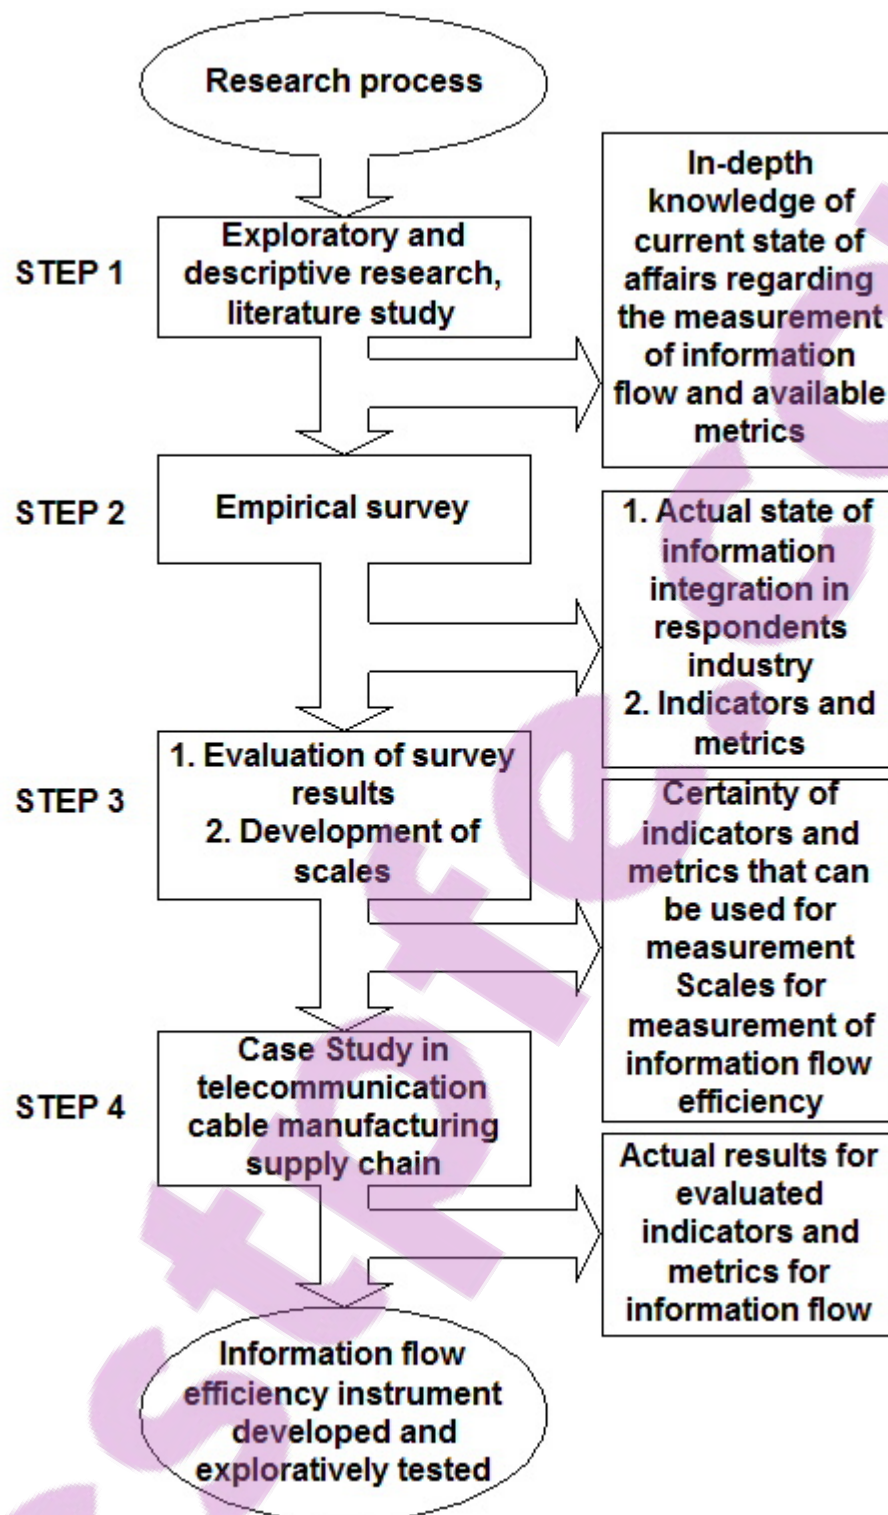 Research process
STEP 1
Exploratory and
descriptive research,
literature study
In-depth
knowledge of
current state of
affairs regarding
the measurement
of information
flow and available
metrics
STEP 2
Empirical survey
1. Actual state of
information
integration in
respondents
industry
2. Indicators and
metrics
STEP 3
1. Evaluation of survey
results
2. Development of
scales
Certainty of
indicators and
metrics that can
be used for
measurement
Scales for
measurement of
information flow
efficiency
STEP 4
Case Study in
telecommunication
cable manufacturing
supply chain
Actual results for
evaluated
indicators and
metrics for
information flow
Information flow
efficiency instrument
developed and
exploratively tested
stpfe.co